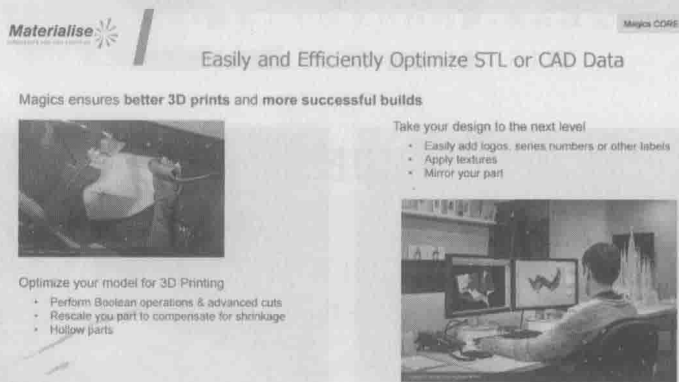 Materialise
Magics CORE
Easily and Efficiently Optimize STL or CAD Data
Magics ensures better 3D prints and more successful builds
Take your design to the next level
• Easily add logos, series numbers or other labels
• Apply textures
• Mirror your part
Optimize your model for 3D Printing
• Perform Boolean operations & advanced cuts
• Rescale you part to compensate for shrinkage
• Hollow parts